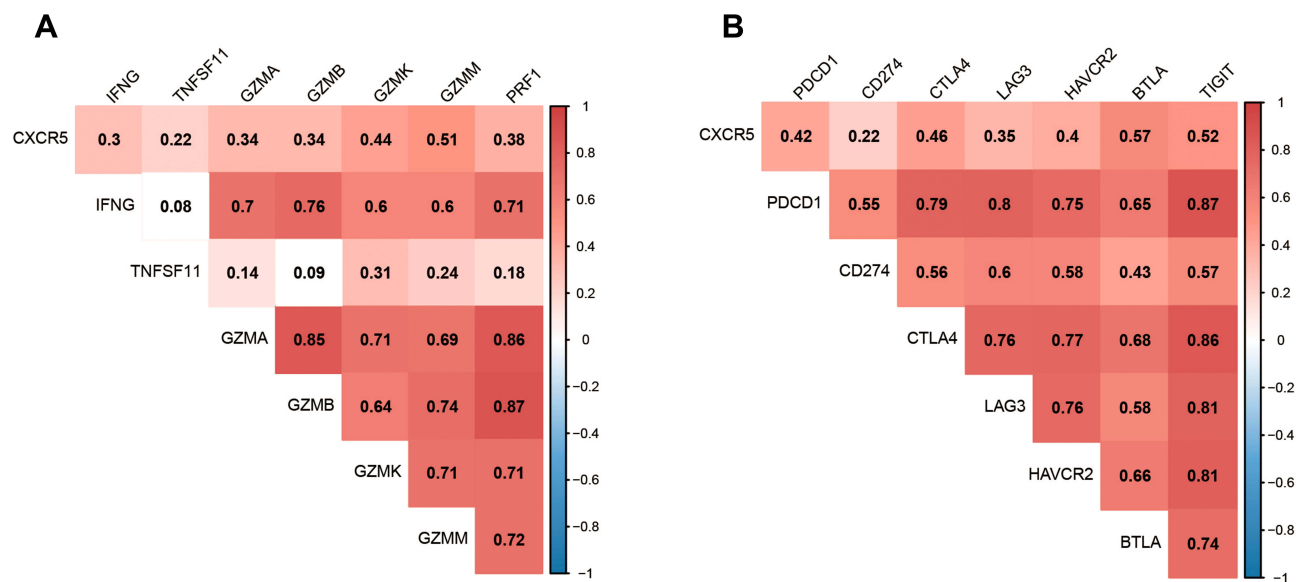 A
IFNG TNFSF11 GZMA GZMB GZMK GZMM PRF1
CXCR5 0.3 0.22 0.34 0.34 0.44 0.51 0.38
IFNG 0.08 0.7 0.76 0.6 0.6 0.71
TNFSF11 0.14 0.09 0.31 0.24 0.18
GZMA 0.85 0.71 0.69 0.86
GZMB 0.64 0.74 0.87
GZMK 0.71 0.71
GZMM 0.72
1
0.8
0.6
0.4
0.2
0
−0.2
−0.4
−0.6
−0.8
−1
B
PDCD1 CD274 CTLA4 LAG3 HAVCR2 BTLA TIGIT
CXCR5 0.42 0.22 0.46 0.35 0.4 0.57 0.52
PDCD1 0.55 0.79 0.8 0.75 0.65 0.87
CD274 0.56 0.6 0.58 0.43 0.57
CTLA4 0.76 0.77 0.68 0.86
LAG3 0.76 0.58 0.81
HAVCR2 0.66 0.81
BTLA 0.74
1
0.8
0.6
0.4
0.2
0
−0.2
−0.4
−0.6
−0.8
−1